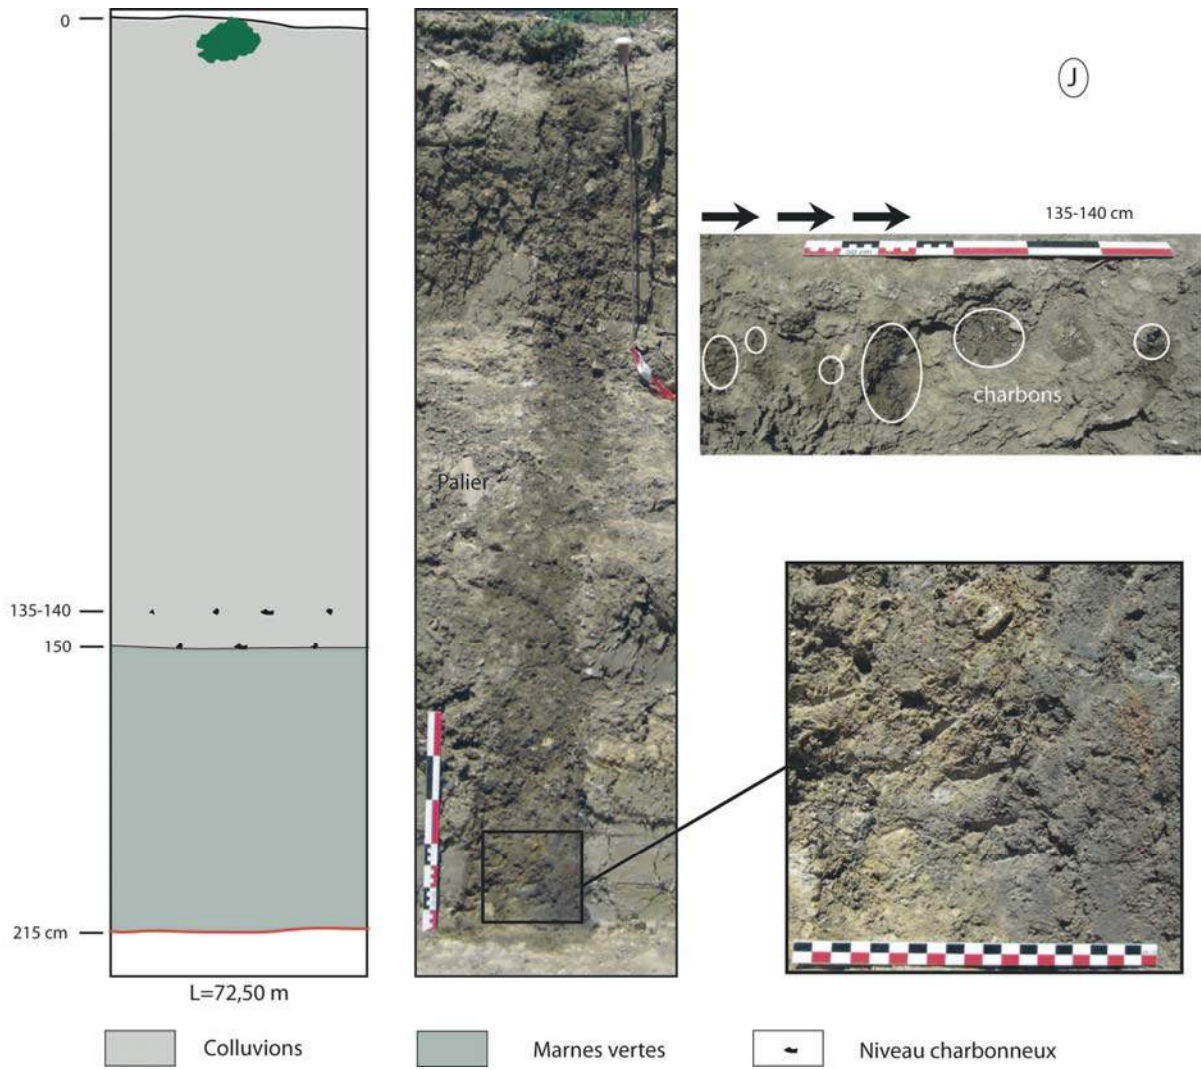 0
J
135-140 cm
charbons
Palier
135-140
150
215 cm
L=72,50 m
Colluvions
Marnes vertes
Niveau charbonneux